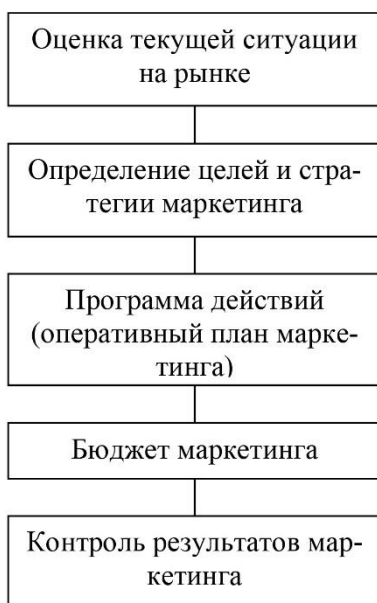 Оценка текущей ситуации
на рынке
Определение целей и стра-
тегии маркетинга
Программа действий
(оперативный план марке-
тинга)
Бюджет маркетинга
Контроль результатов мар-
кетинга